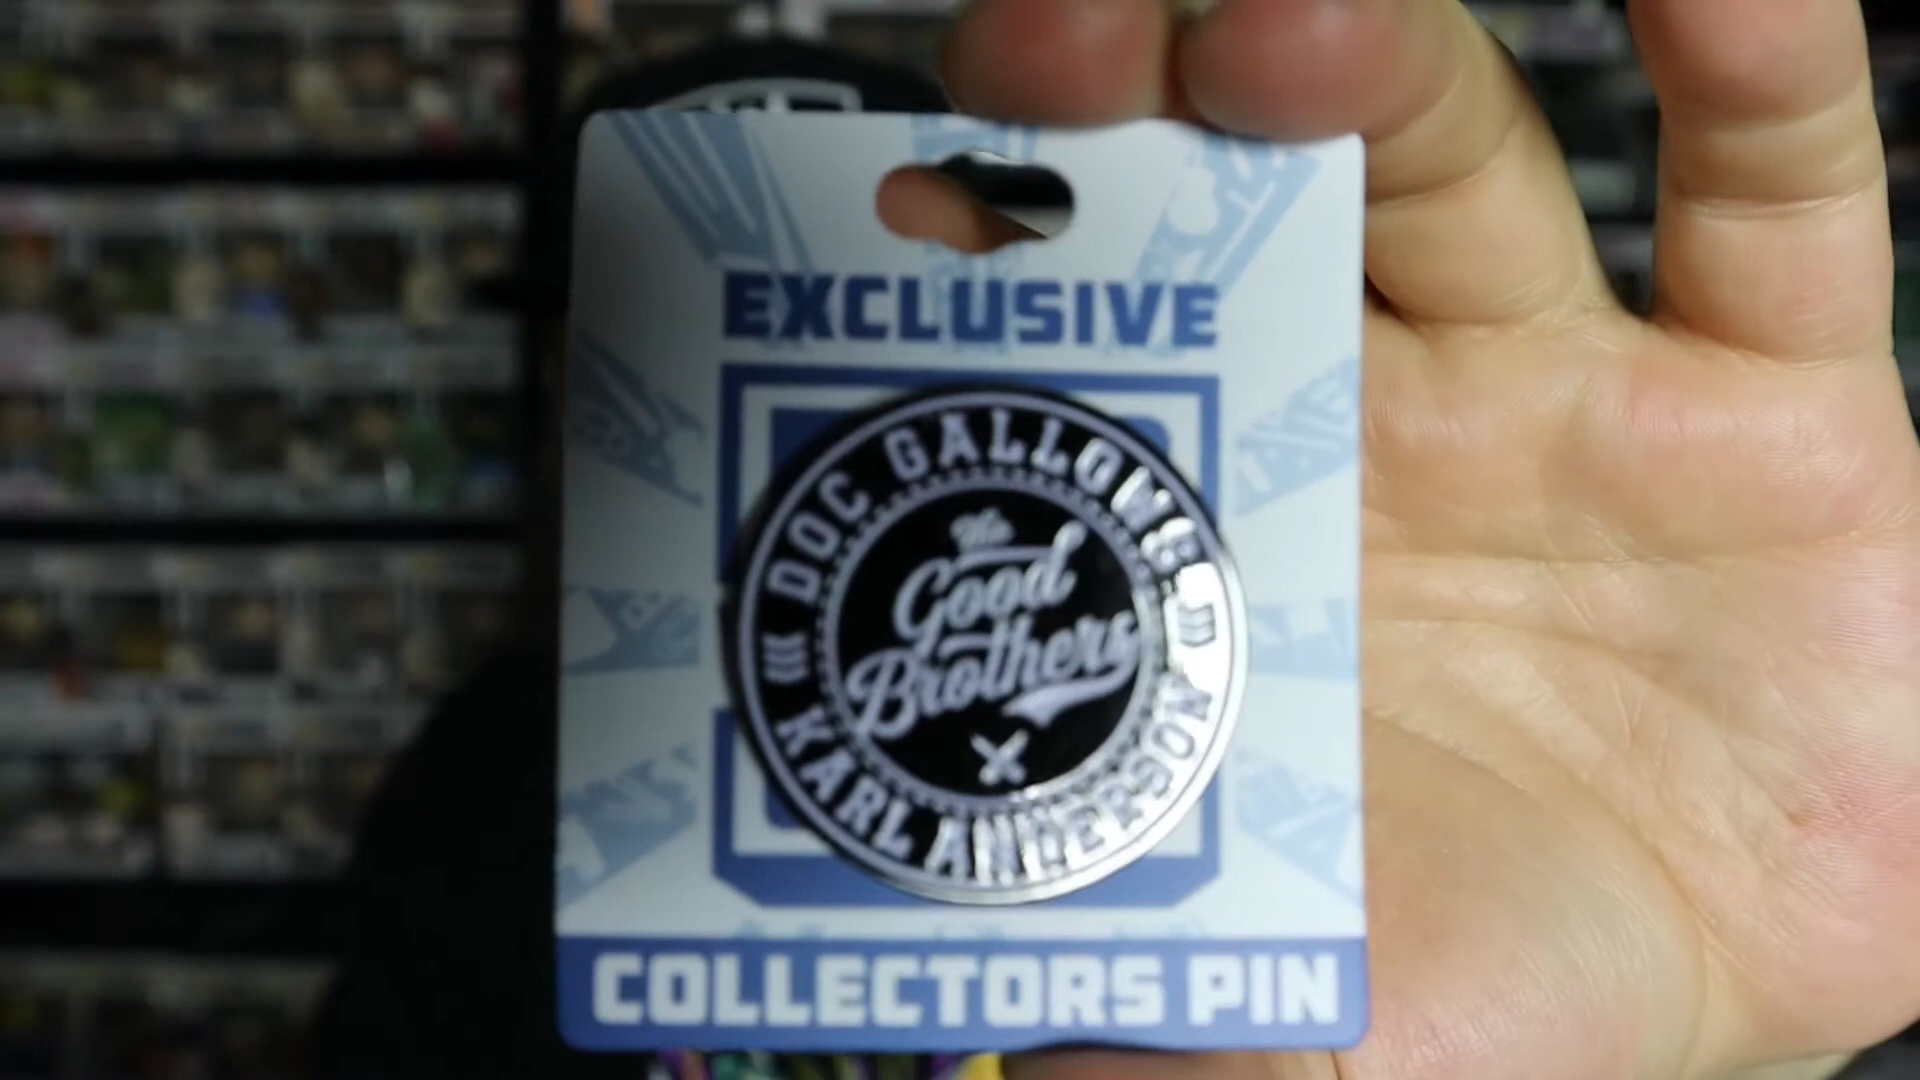 EXCLUSIVE
DOC GALLOWS
The
Good
Brothers
KARL ANDERSON
COLLECTORS PIN